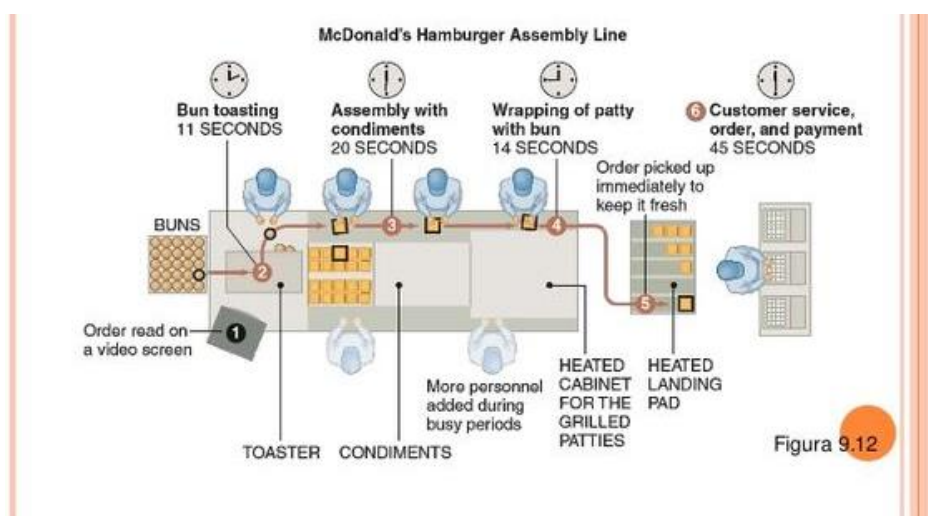 McDonald's Hamburger Assembly Line
Bun toasting
11 SECONDS
Assembly with
condiments
20 SECONDS
Wrapping of patty
with bun
14 SECONDS
6 Customer service,
order, and payment
45 SECONDS
Order picked up
immediately to
keep it fresh
BUNS
2
3
4
5
1
Order read on
a video screen
More personnel
added during
busy periods
HEATED
CABINET
FOR THE
GRILLED
PATTIES
HEATED
LANDING
PAD
TOASTER
CONDIMENTS
Figura 9.12